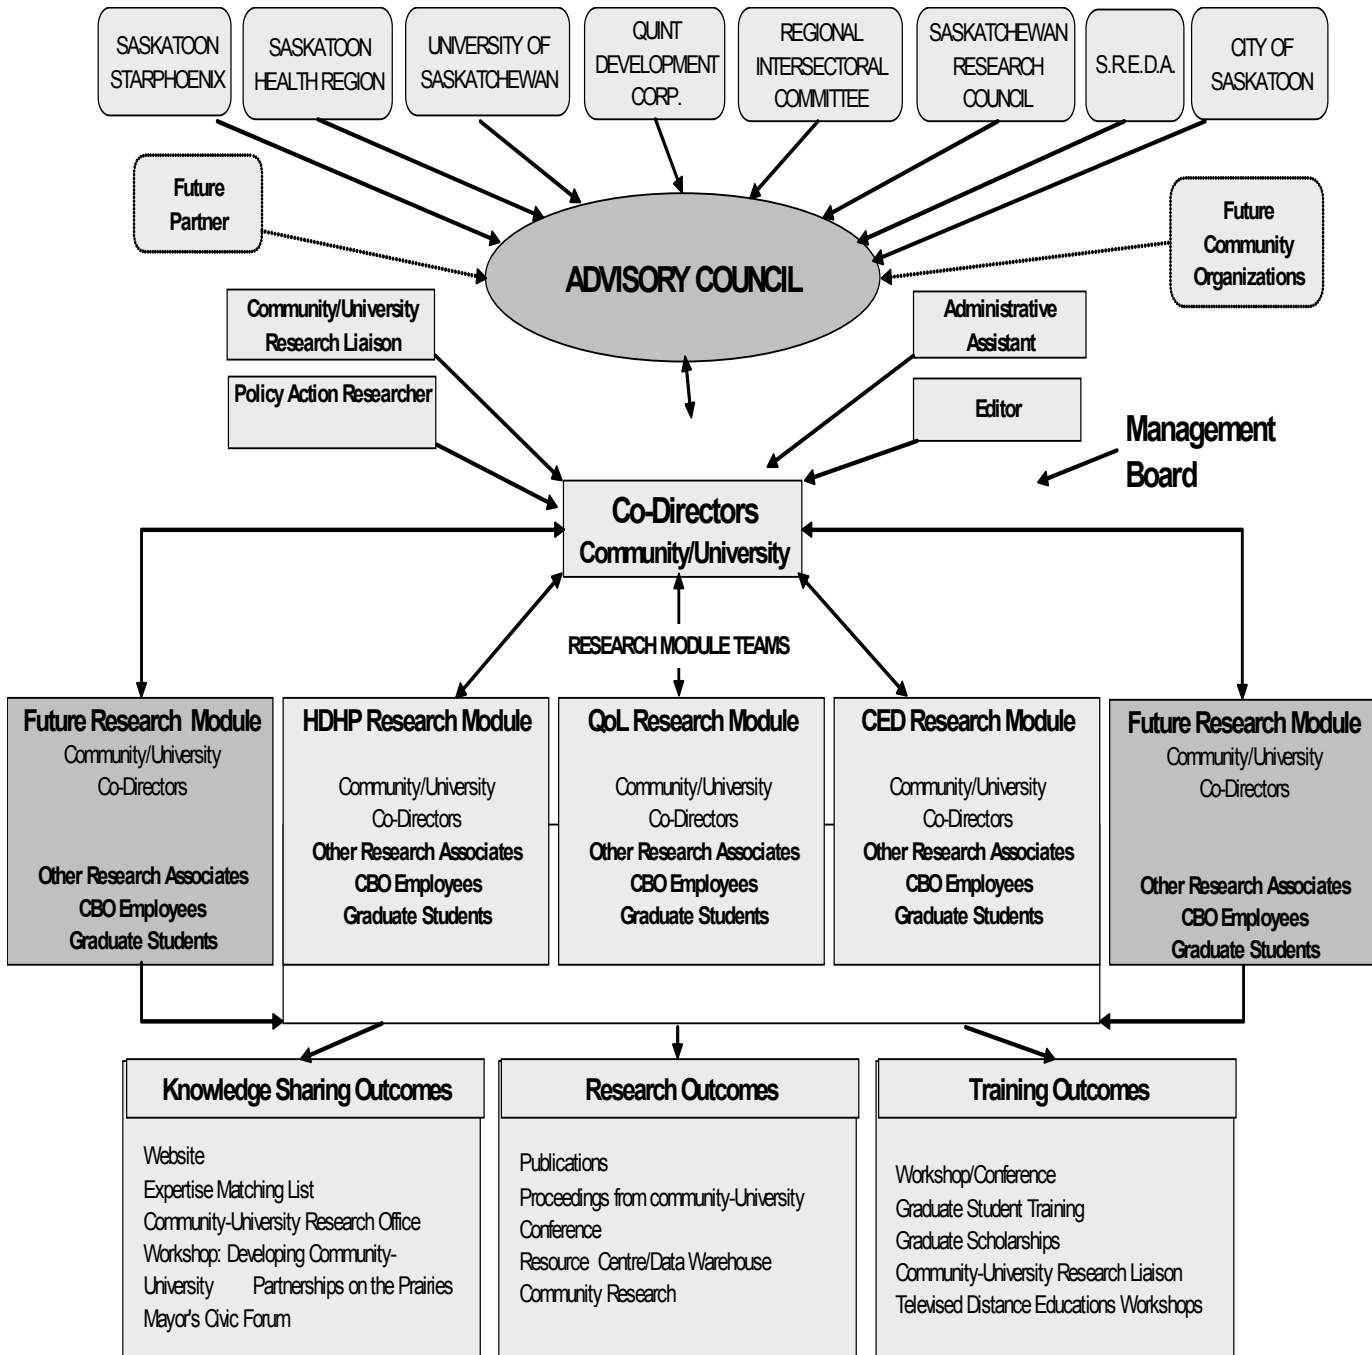 SASKATOON
STARPHOENIX
SASKATOON
HEALTH REGION
UNIVERSITY OF
SASKATCHEWAN
QUINT
DEVELOPMENT
CORP.
REGIONAL
INTERSECTORAL
COMMITTEE
SASKATCHEWAN
RESEARCH
COUNCIL
S.R.E.D.A.
CITY OF
SASKATOON
Future
Partner
ADVISORY COUNCIL
Future
Community
Organizations
Community/University
Research Liaison
Administrative
Assistant
Policy Action Researcher
Editor
Management
Board
Co-Directors
Community/University
RESEARCH MODULE TEAMS
Future Research Module
Community/University
Co-Directors
Other Research Associates
CBO Employees
Graduate Students
HDHP Research Module
Community/University
Co-Directors
Other Research Associates
CBO Employees
Graduate Students
QoL Research Module
Community/University
Co-Directors
Other Research Associates
CBO Employees
Graduate Students
CED Research Module
Community/University
Co-Directors
Other Research Associates
CBO Employees
Graduate Students
Future Research Module
Community/University
Co-Directors
Other Research Associates
CBO Employees
Graduate Students
Knowledge Sharing Outcomes
Website
Expertise Matching List
Community-University Research Office
Workshop: Developing Community-
University Partnerships on the Prairies
Mayor's Civic Forum
Research Outcomes
Publications
Proceedings from community-University
Conference
Resource Centre/Data Warehouse
Community Research
Training Outcomes
Workshop/Conference
Graduate Student Training
Graduate Scholarships
Community-University Research Liaison
Televised Distance Educations Workshops